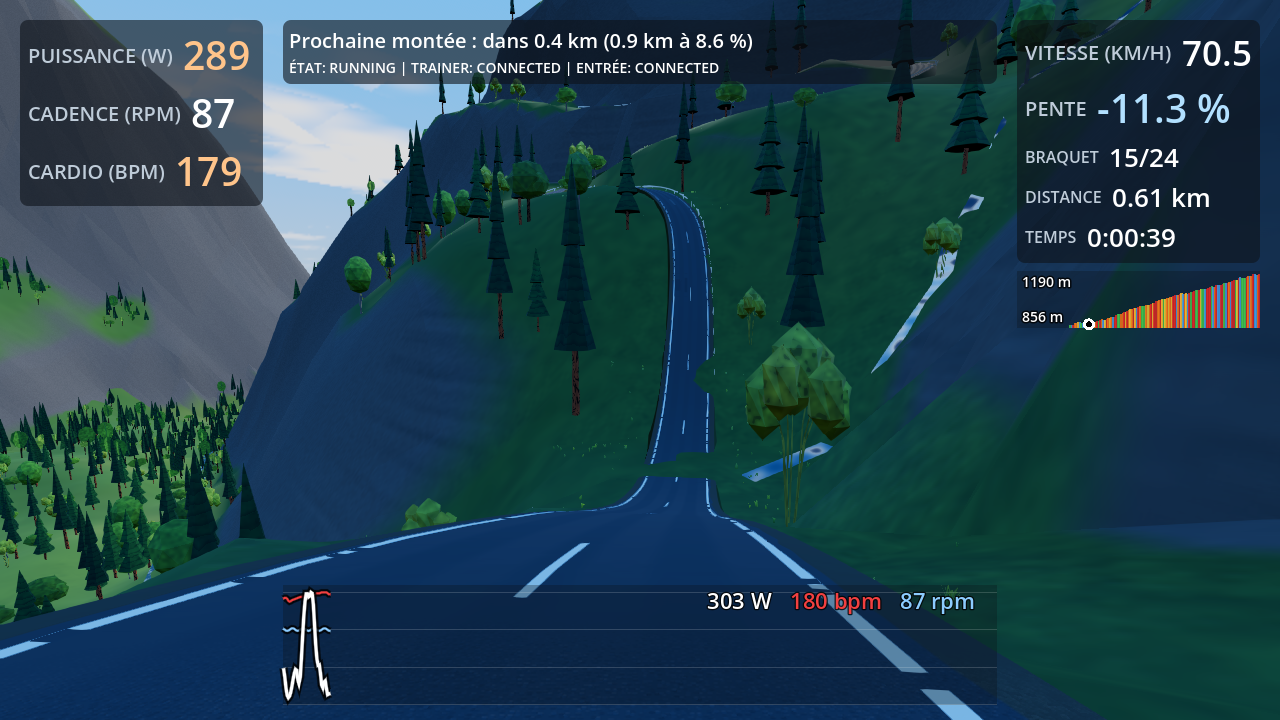 PUISSANCE (W) 289
CADENCE (RPM) 87
CARDIO (BPM) 179
Prochaine montée : dans 0.4 km (0.9 km à 8.6 %)
ÉTAT: RUNNING | TRAINER: CONNECTED | ENTRÉE: CONNECTED
VITESSE (KM/H) 70.5
PENTE -11.3 %
BRAQUET 15/24
DISTANCE 0.61 km
TEMPS 0:00:39
1190 m
856 m
303 W 180 bpm 87 rpm